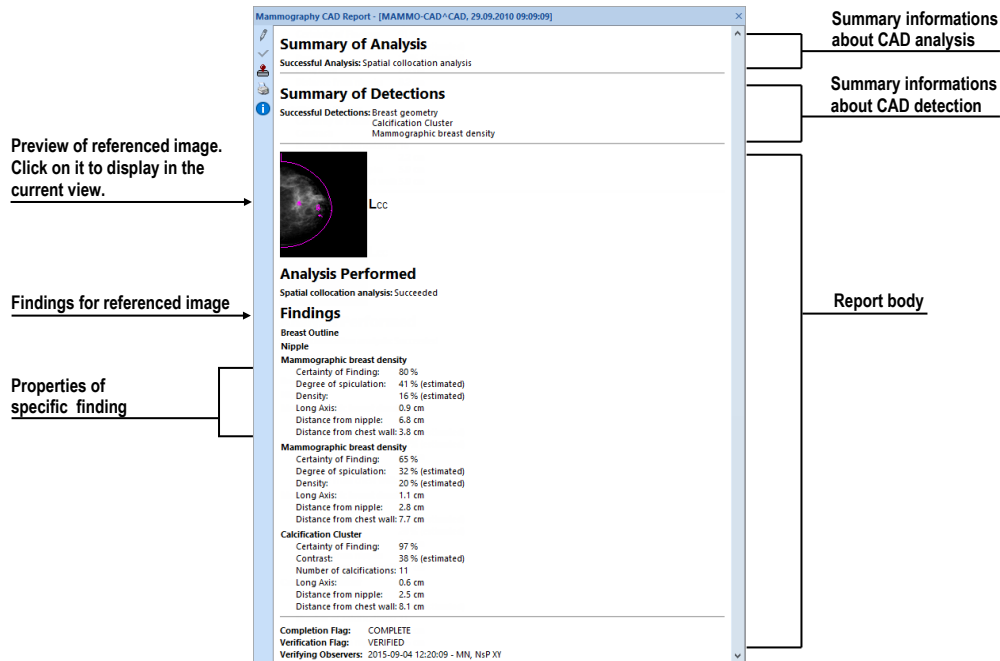 Mammography CAD Report - [MAMMO-CAD^CAD, 29.09.2010 09:09:09]
Summary of Analysis
Successful Analysis: Spatial collocation analysis
Summary of Detections
Successful Detections: Breast geometry
Calcification Cluster
Mammographic breast density
Lcc
Analysis Performed
Spatial collocation analysis: Succeeded
Findings
Breast Outline
Nipple
Mammographic breast density
Certainty of Finding: 80 %
Degree of spiculation: 41 % (estimated)
Density: 16 % (estimated)
Long Axis: 0.9 cm
Distance from nipple: 6.8 cm
Distance from chest wall: 3.8 cm
Mammographic breast density
Certainty of Finding: 65 %
Degree of spiculation: 32 % (estimated)
Density: 20 % (estimated)
Long Axis: 1.1 cm
Distance from nipple: 2.8 cm
Distance from chest wall: 7.7 cm
Calcification Cluster
Certainty of Finding: 97 %
Contrast: 38 % (estimated)
Number of calcifications: 11
Long Axis: 0.6 cm
Distance from nipple: 2.5 cm
Distance from chest wall: 8.1 cm
Completion Flag: COMPLETE
Verification Flag: VERIFIED
Verifying Observers: 2015-09-04 12:20:09 - MN, NsP XY
Preview of referenced image.
Click on it to display in the
current view.
Findings for referenced image
Properties of
specific finding
Summary informations
about CAD analysis
Summary informations
about CAD detection
Report body